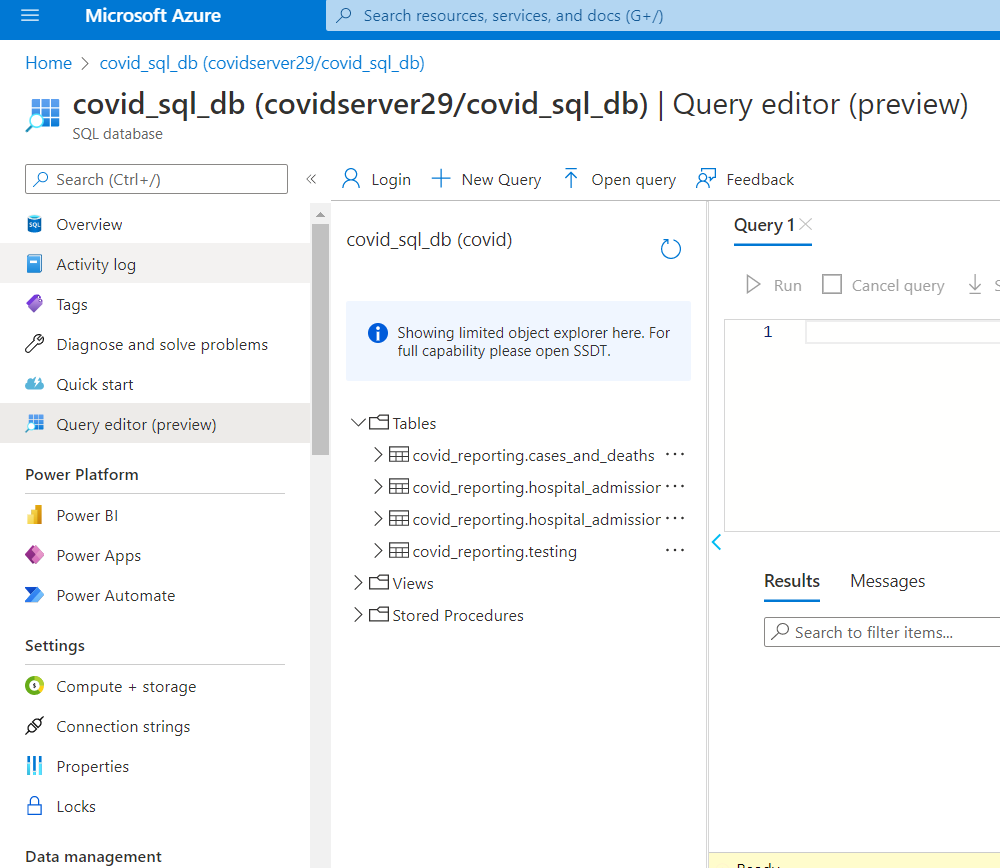 Microsoft Azure
Search resources, services, and docs (G+/)
Home > covid_sql_db (covidserver29/covid_sql_db)
covid_sql_db (covidserver29/covid_sql_db) | Query editor (preview)
SQL database
Search (Ctrl+/)
«
Login
New Query
Open query
Feedback
Overview
Activity log
Tags
Diagnose and solve problems
Quick start
Query editor (preview)
Power Platform
Power BI
Power Apps
Power Automate
Settings
Compute + storage
Connection strings
Properties
Locks
Data management
covid_sql_db (covid)
Showing limited object explorer here. For
full capability please open SSDT.
Tables
covid_reporting.cases_and_deaths ...
covid_reporting.hospital_admission ...
covid_reporting.hospital_admission ...
covid_reporting.testing ...
Views
Stored Procedures
Query 1
Run
Cancel query
1
Results
Messages
Search to filter items...
Ready